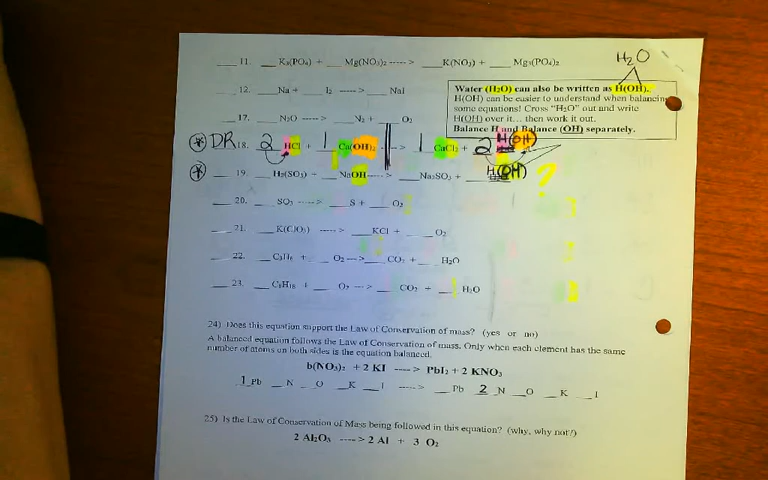 H2O
___ 11. ___ K3(PO4) + ___ Mg(NO3)2 -----> ___ K(NO3) + ___ Mg3(PO4)2
___ 12. ___ Na + ___ I2 -----> ___ NaI
Water (H2O) can also be written as H(OH).
H(OH) can be easier to understand when balancing
some equations! Cross "H2O" out and write
H(OH) over it... then work it out.
Balance H and Balance (OH) separately.
___ 17. ___ N2O -----> ___ N2 + ___ O2
DR 18. 2 HCl + 1 Ca(OH)2 1 CaCl2 + 2 H(OH)
___ 19. ___ H2(SO3) + ___ NaOH -----> ___ Na2SO3 + ___ H(OH) ?
___ 20. ___ SO3 -----> ___ S + ___ O2
___ 21. ___ K(ClO3) -----> ___ KCl + ___ O2
___ 22. ___ C3H6 + ___ O2 ---> ___ CO2 + ___ H2O
___ 23. ___ C8H18 + ___ O2 ---> ___ CO2 + ___ H2O
24) Does this equation support the Law of Conservation of mass? (yes or no)
A balanced equation follows the Law of Conservation of mass. Only when each element has the same
number of atoms on both sides is the equation balanced.
b(NO3)2 + 2 KI ----> PbI2 + 2 KNO3
1 Pb __ N __ O __ K __ I -----> __ Pb 2 N __ O __ K __ I
25) Is the Law of Conservation of Mass being followed in this equation? (why, why not?)
2 Al2O3 ----> 2 Al + 3 O2